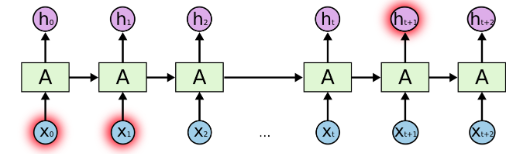 h₀ h₁ h₂ hₜ hₜ₊₁ hₜ₊₂
A A A A A A
x₀ x₁ x₂ ... xₜ xₜ₊₁ xₜ₊₂